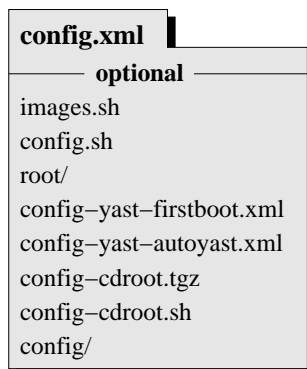 config.xml
optional
images.sh
config.sh
root/
config−yast−firstboot.xml
config−yast−autoyast.xml
config−cdroot.tgz
config−cdroot.sh
config/